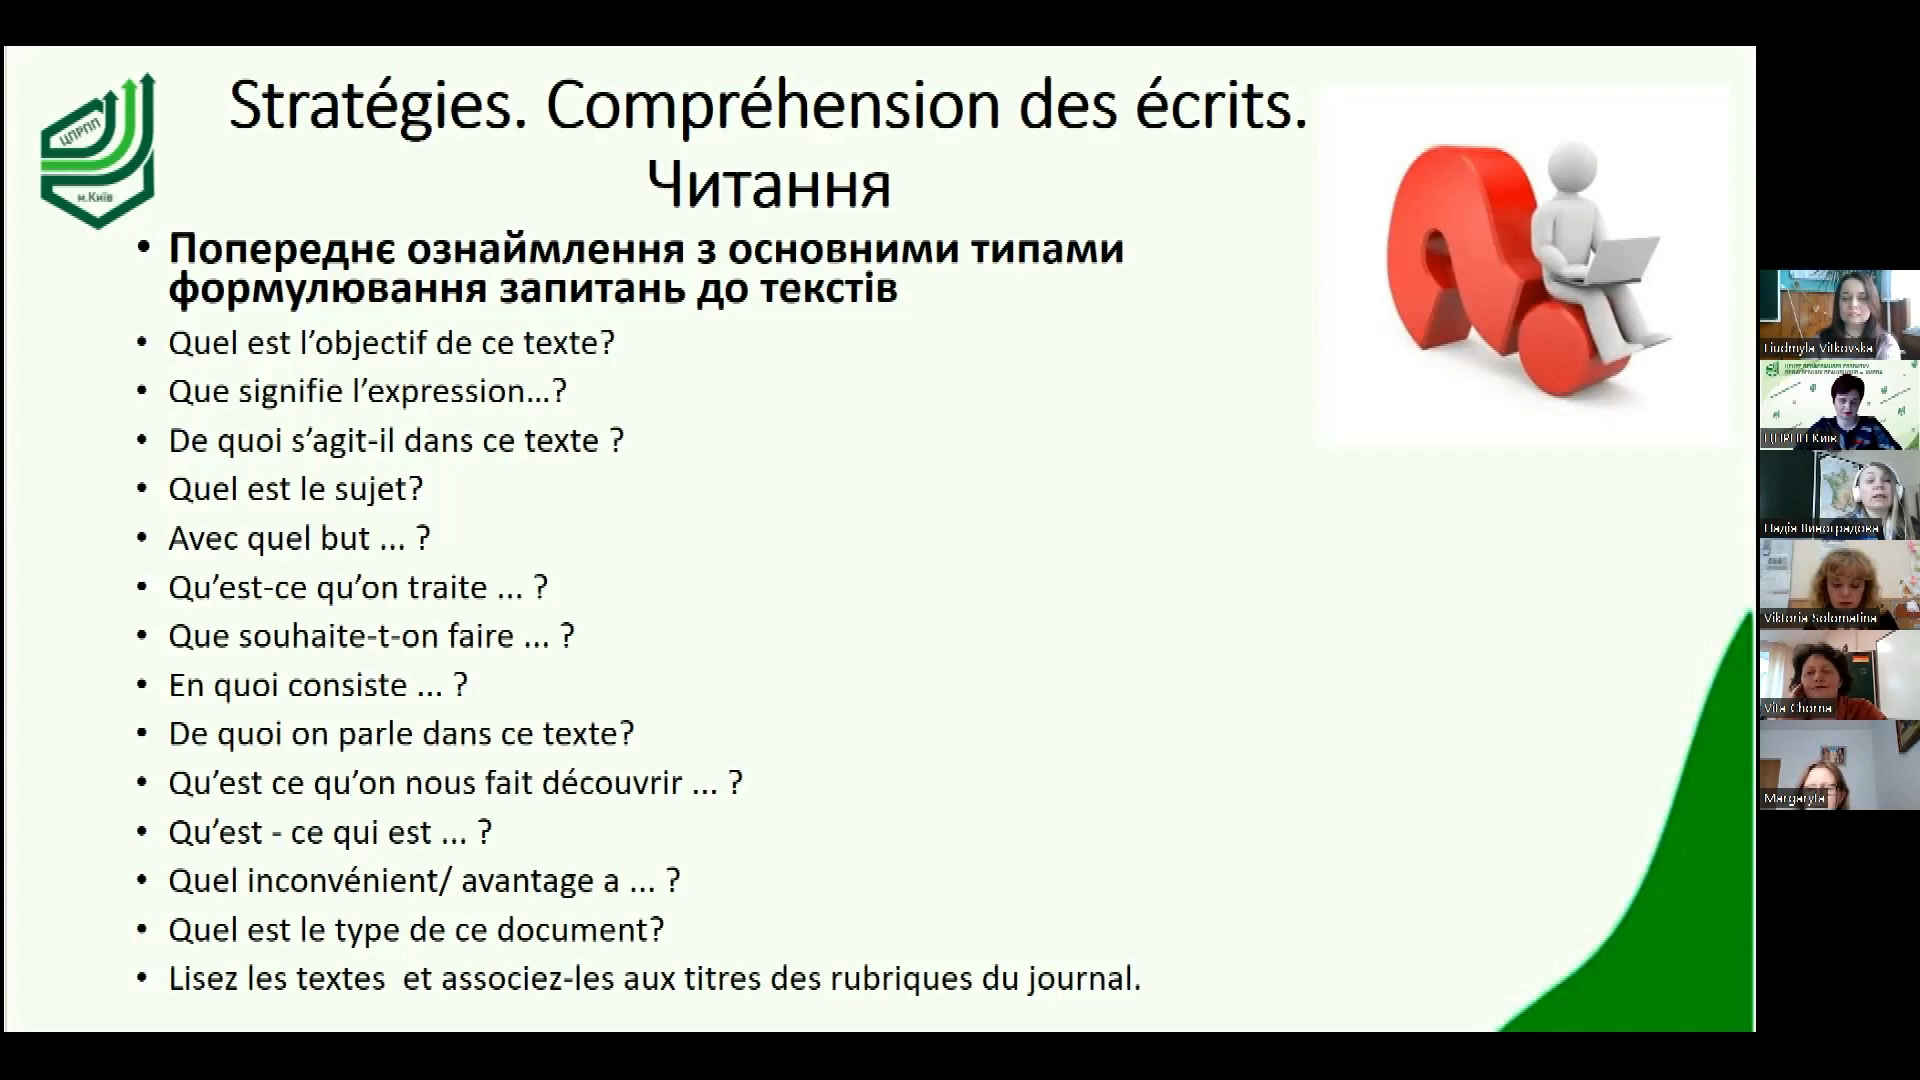 ЦПРПП
м.Київ
Stratégies. Compréhension des écrits.
Читання
• Попереднє ознаймлення з основними типами
формулювання запитань до текстів
• Quel est l’objectif de ce texte?
• Que signifie l’expression…?
• De quoi s’agit-il dans ce texte ?
• Quel est le sujet?
• Avec quel but ... ?
• Qu’est-ce qu’on traite ... ?
• Que souhaite-t-on faire ... ?
• En quoi consiste ... ?
• De quoi on parle dans ce texte?
• Qu’est ce qu’on nous fait découvrir ... ?
• Qu’est - ce qui est ... ?
• Quel inconvénient/ avantage a ... ?
• Quel est le type de ce document?
• Lisez les textes  et associez-les aux titres des rubriques du journal.
Liudmyla Vitkovska
ЦПРПП Київ
Надія Виноградова
Viktoria Solomatina
Vita Chorna
Margaryta